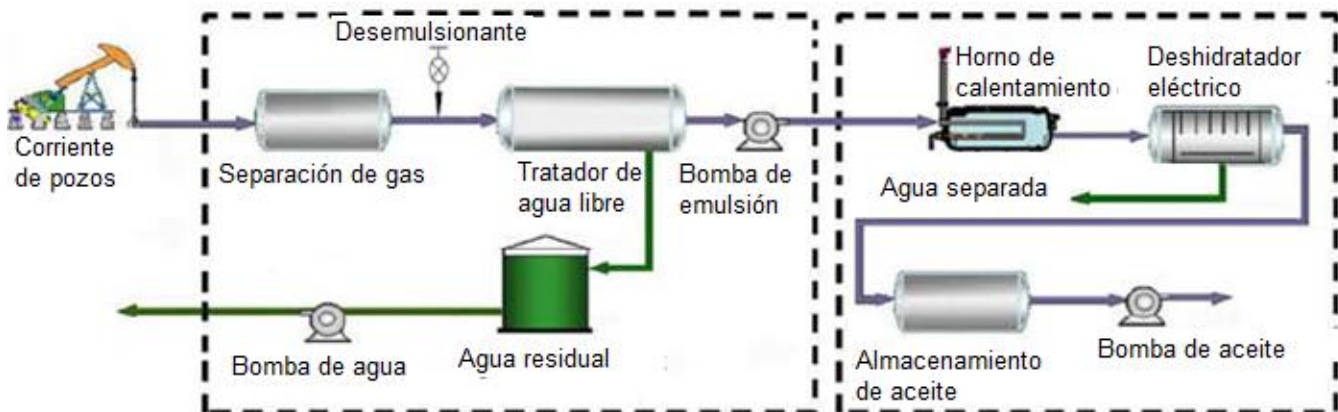 Desemulsionante
Corriente
de pozos
Separación de gas
Tratador de
agua libre
Bomba de
emulsión
Bomba de agua
Agua residual
Horno de
calentamiento
Deshidratador
eléctrico
Agua separada
Almacenamiento
de aceite
Bomba de aceite